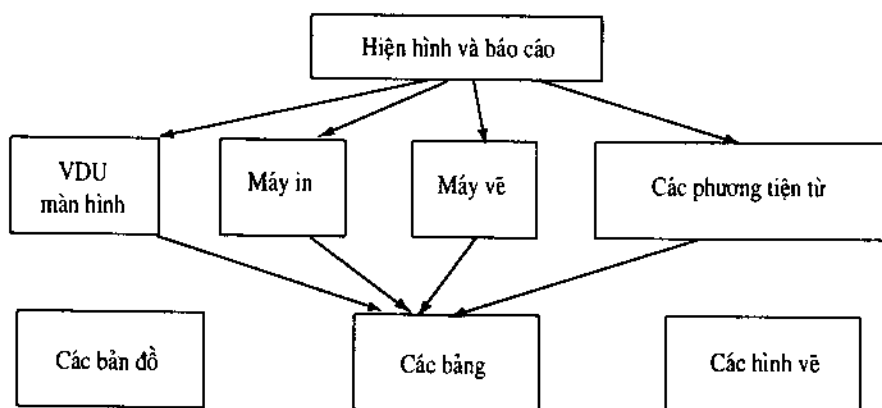 Hiện hình và báo cáo
VDU
màn hình
Máy in
Máy vẽ
Các phương tiện từ
Các bản đồ
Các bảng
Các hình vẽ